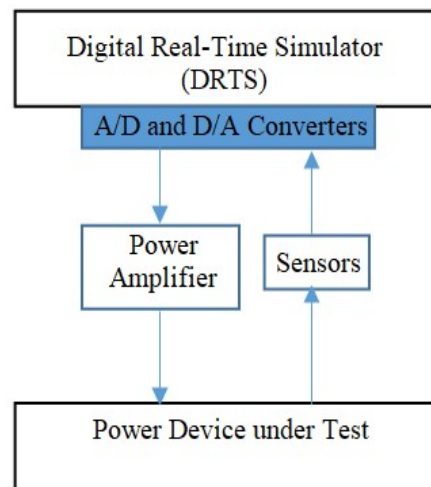 Digital Real-Time Simulator
(DRTS)
A/D and D/A Converters
Power
Amplifier
Sensors
Power Device under Test